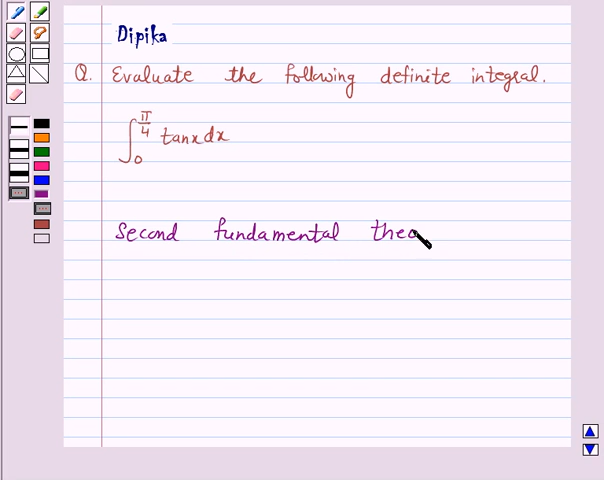 Dipika
Q. Evaluate the following definite integral.
∫₀^(π/4) tanx dx
Second fundamental theo